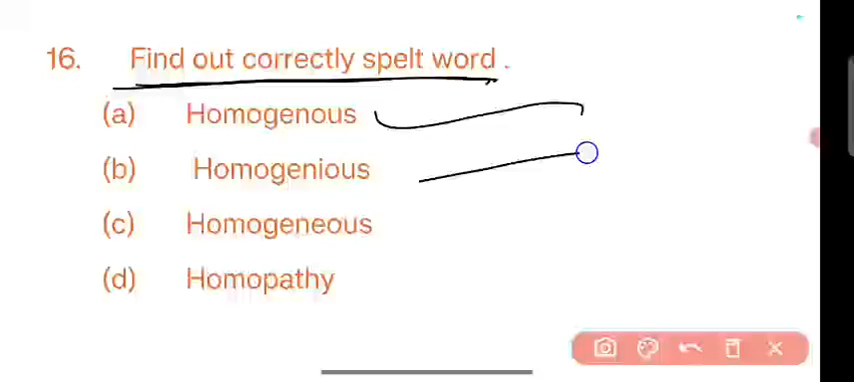 16. Find out correctly spelt word .
(a) Homogenous
(b) Homogenious
(c) Homogeneous
(d) Homopathy